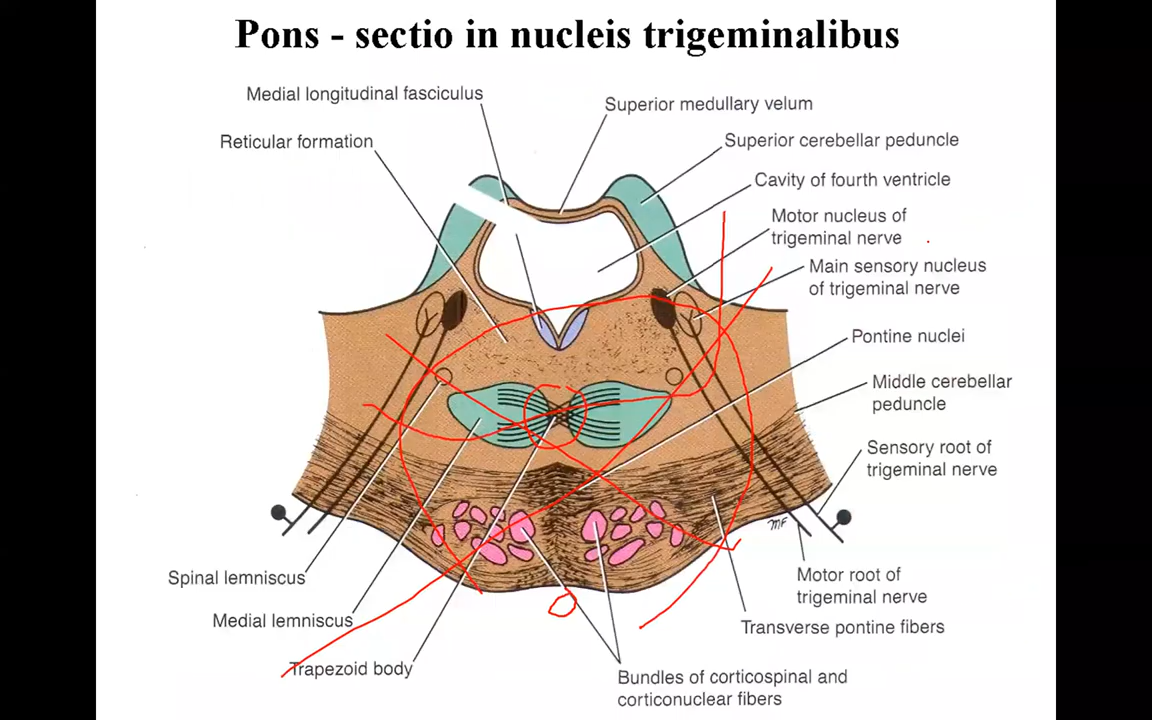 Pons - sectio in nucleis trigeminalibus
Medial longitudinal fasciculus
Superior medullary velum
Reticular formation
Superior cerebellar peduncle
Cavity of fourth ventricle
Motor nucleus of
trigeminal nerve
Main sensory nucleus
of trigeminal nerve
Pontine nuclei
Middle cerebellar
peduncle
Sensory root of
trigeminal nerve
MF
Spinal lemniscus
Motor root of
trigeminal nerve
Medial lemniscus
Transverse pontine fibers
Trapezoid body
Bundles of corticospinal and
corticonuclear fibers